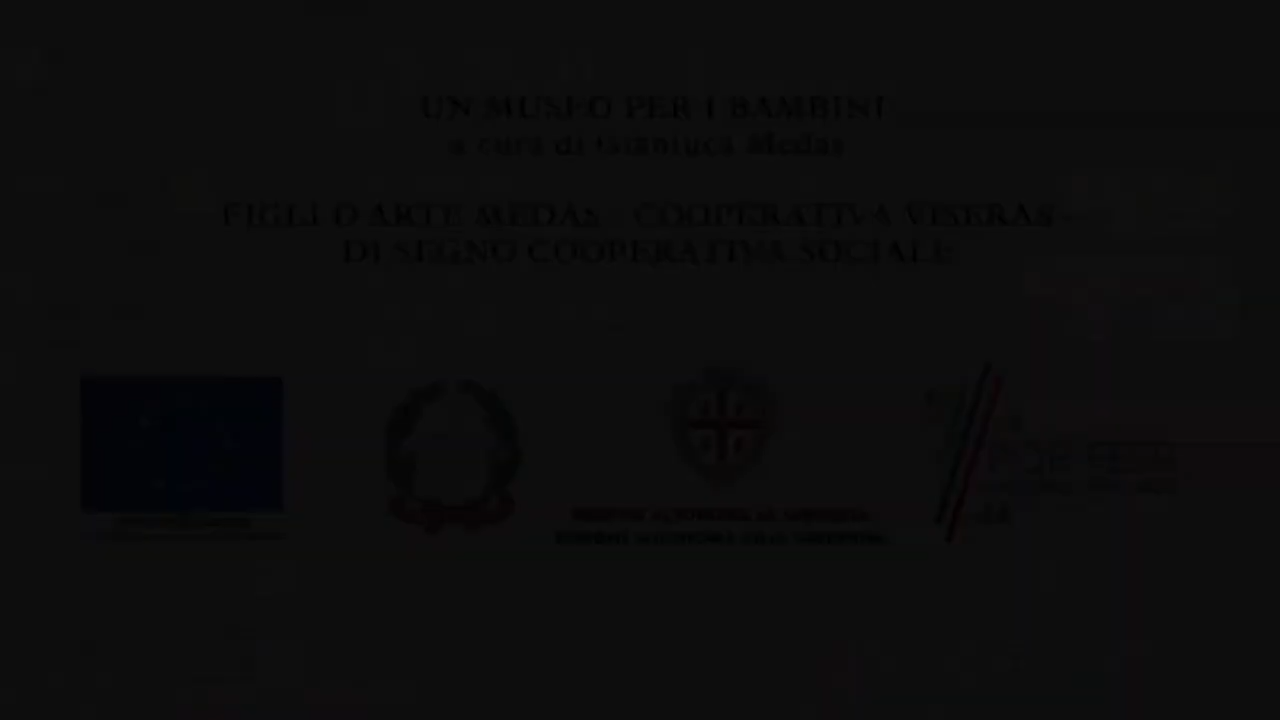 UN MUSEO PER I BAMBINI
a cura di Gianluca Medas
FIGLI D'ARTE MEDAS - COOPERATIVA VISERAS
DI SEGNO COOPERATIVA SOCIALE
REGIONE AUTONOMA DE SARDIGNA
REGIONE AUTONOMA DELLA SARDEGNA